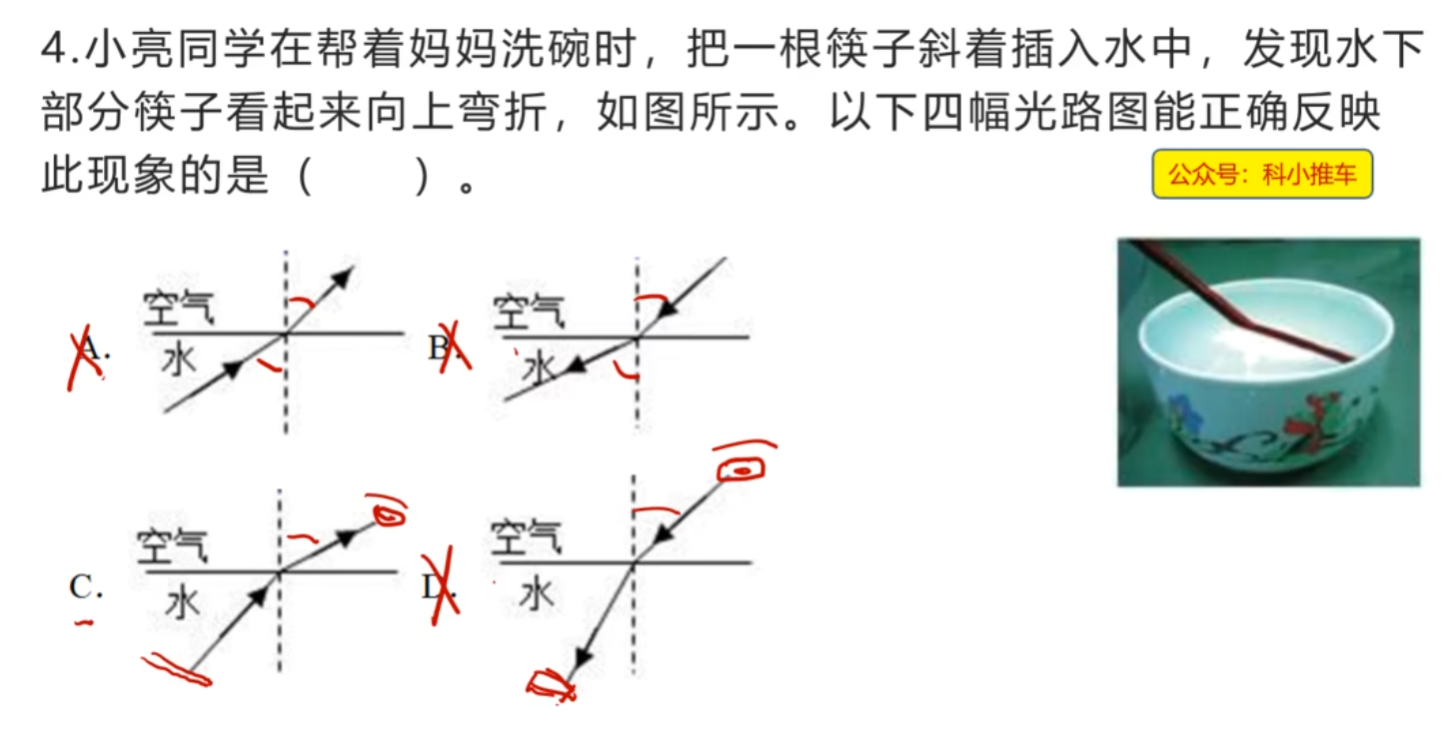 4.小亮同学在帮着妈妈洗碗时，把一根筷子斜着插入水中，发现水下
部分筷子看起来向上弯折，如图所示。以下四幅光路图能正确反映
此现象的是（　　）。
公众号：科小推车
空气
A.
水
空气
B.
水
空气
C.
水
空气
D.
水